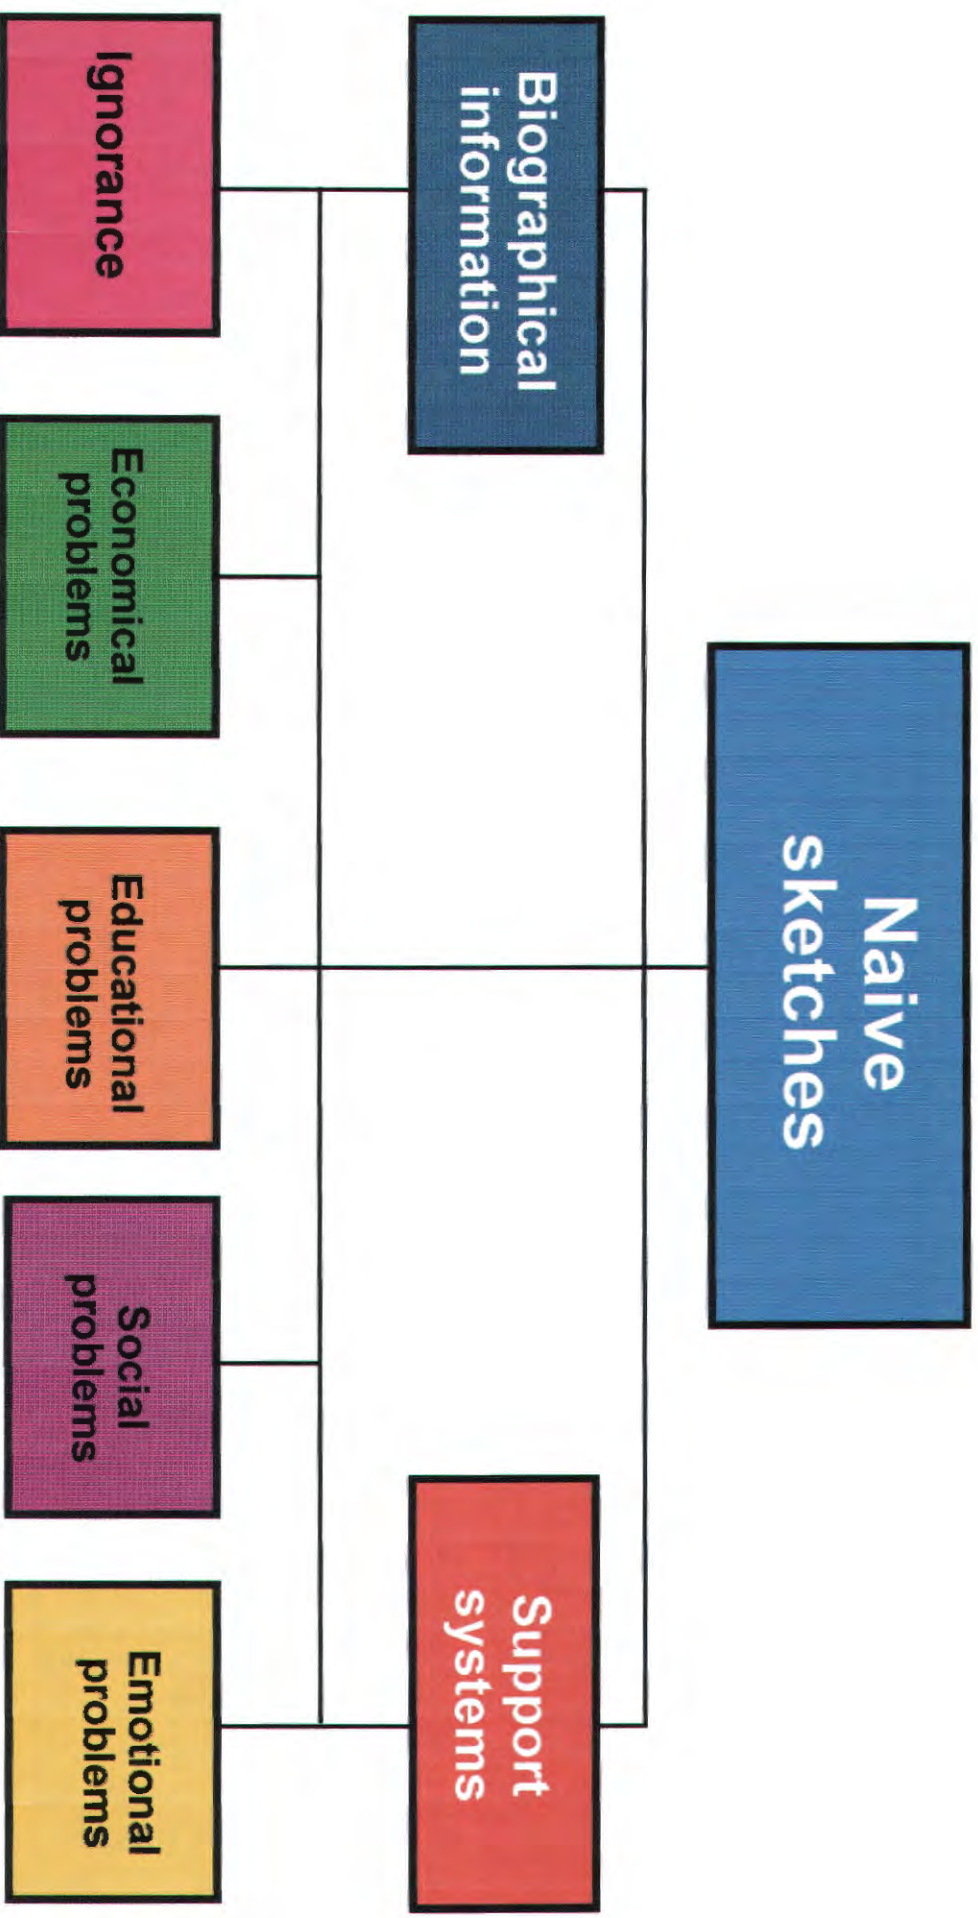 Naive
sketches
Biographical
information
Support
systems
Ignorance
Economical
problems
Educational
problems
Social
problems
Emotional
problems